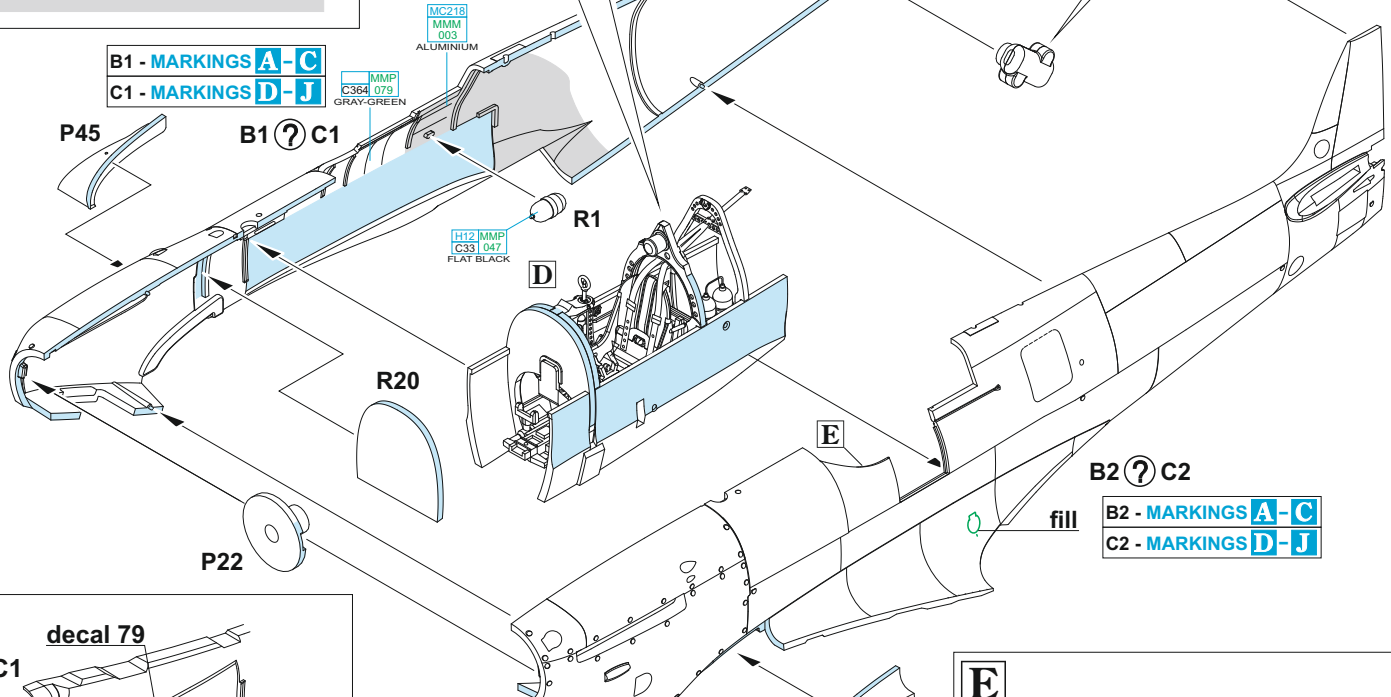 MC218
MMM
003
ALUMINIUM
B1 - MARKINGS A - C
C1 - MARKINGS D - J
MMP
C364 079
GRAY-GREEN
P45
B1 ? C1
R1
H12 MMP
C33 047
FLAT BLACK
D
R20
E
B2 ? C2
B2 - MARKINGS A - C
C2 - MARKINGS D - J
fill
P22
decal 79
C1
E